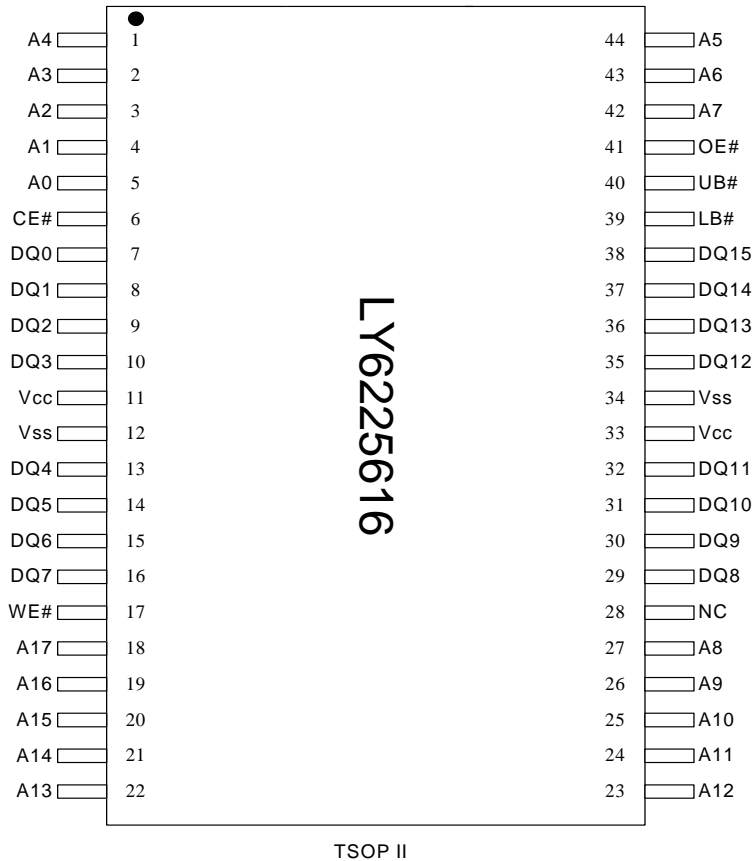 A4 1 44 A5
A3 2 43 A6
A2 3 42 A7
A1 4 41 OE#
A0 5 40 UB#
CE# 6 39 LB#
DQ0 7 38 DQ15
DQ1 8 37 DQ14
DQ2 9 36 DQ13
DQ3 10 35 DQ12
Vcc 11 34 Vss
Vss 12 33 Vcc
DQ4 13 32 DQ11
DQ5 14 31 DQ10
DQ6 15 30 DQ9
DQ7 16 29 DQ8
WE# 17 28 NC
A17 18 27 A8
A16 19 26 A9
A15 20 25 A10
A14 21 24 A11
A13 22 23 A12
LY6225616
TSOP II